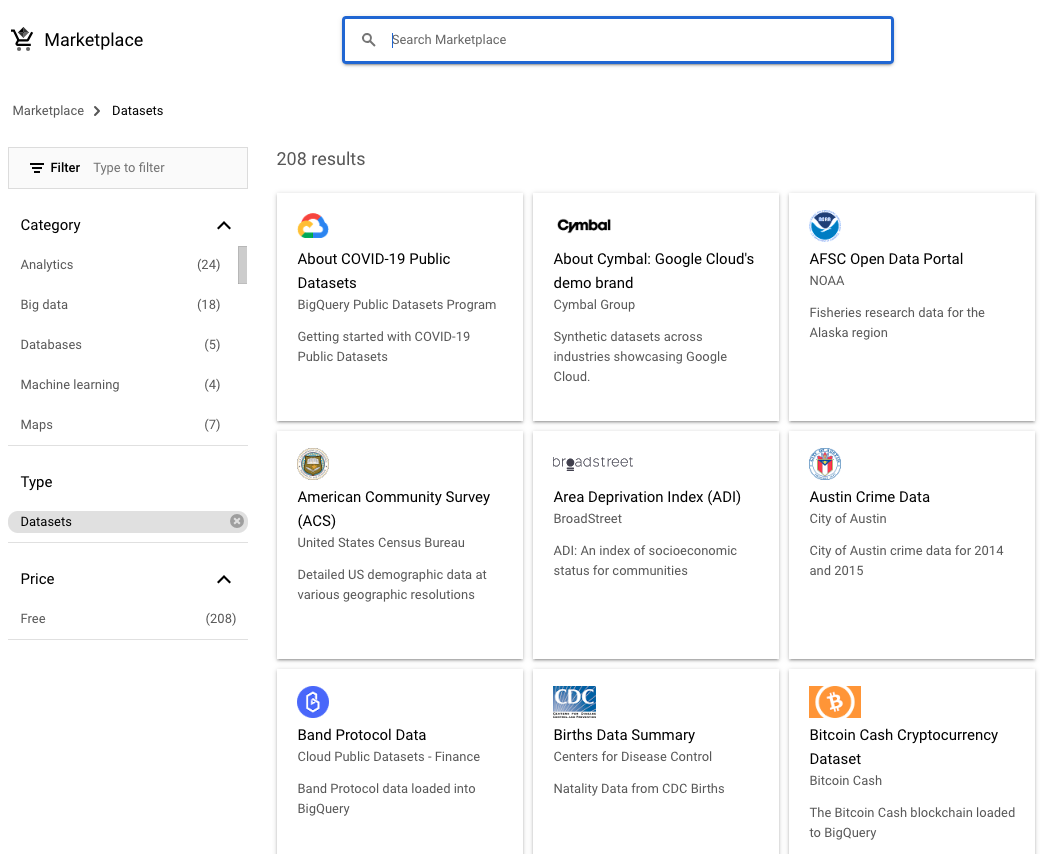 Marketplace
Search Marketplace
Marketplace
Datasets
Filter Type to filter
208 results
Category
Analytics (24)
Big data (18)
Databases (5)
Machine learning (4)
Maps (7)
Type
Datasets
Price
Free (208)
About COVID-19 Public
Datasets
BigQuery Public Datasets Program
Getting started with COVID-19
Public Datasets
Cymbal
About Cymbal: Google Cloud's
demo brand
Cymbal Group
Synthetic datasets across
industries showcasing Google
Cloud.
NOAA
AFSC Open Data Portal
NOAA
Fisheries research data for the
Alaska region
American Community Survey
(ACS)
United States Census Bureau
Detailed US demographic data at
various geographic resolutions
broadstreet
Area Deprivation Index (ADI)
BroadStreet
ADI: An index of socioeconomic
status for communities
Austin Crime Data
City of Austin
City of Austin crime data for 2014
and 2015
Band Protocol Data
Cloud Public Datasets - Finance
Band Protocol data loaded into
BigQuery
CDC
CENTERS FOR DISEASE
CONTROL AND PREVENTION
Births Data Summary
Centers for Disease Control
Natality Data from CDC Births
Bitcoin Cash Cryptocurrency
Dataset
Bitcoin Cash
The Bitcoin Cash blockchain loaded
to BigQuery